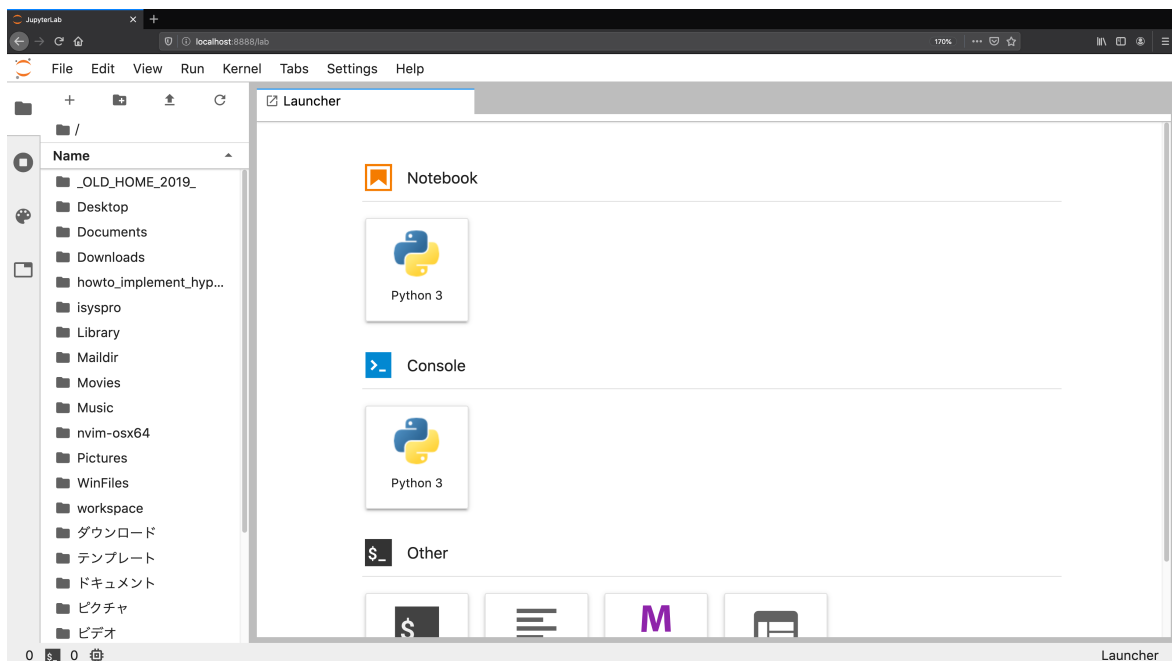 JupyterLab
localhost:8888/lab
170%
File Edit View Run Kernel Tabs Settings Help
Launcher
/
Name
_OLD_HOME_2019_
Desktop
Documents
Downloads
howto_implement_hyp...
isyspro
Library
Maildir
Movies
Music
nvim-osx64
Pictures
WinFiles
workspace
ダウンロード
テンプレート
ドキュメント
ピクチャ
ビデオ
Notebook
Python 3
Console
Python 3
$_ Other
$
M
0 $_ 0
Launcher